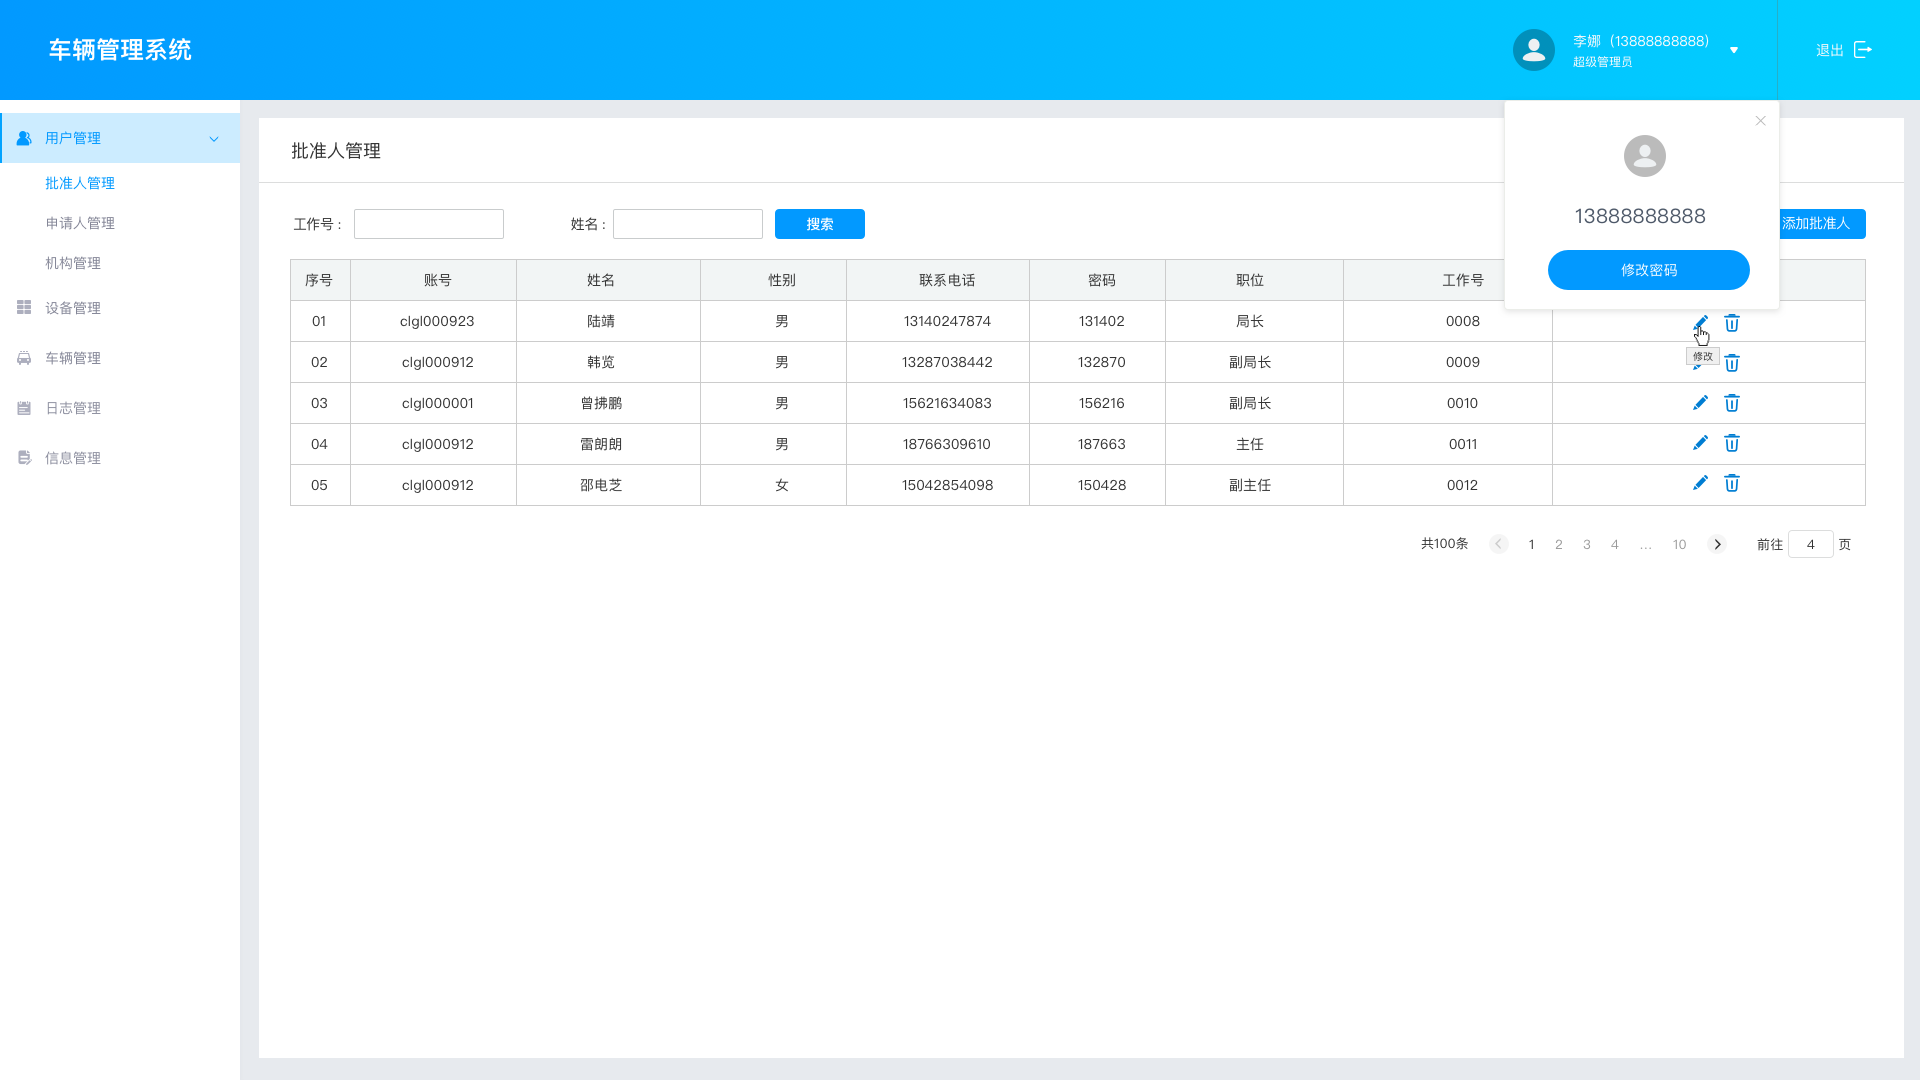 车辆管理系统
李娜（13888888888）
超级管理员
退出
用户管理
批准人管理
申请人管理
机构管理
设备管理
车辆管理
日志管理
信息管理
批准人管理
13888888888
修改密码
工作号： 姓名： 搜索 添加批准人
序号 账号 姓名 性别 联系电话 密码 职位 工作号
01 clgl000923 陆靖 男 13140247874 131402 局长 0008
修改
02 clgl000912 韩览 男 13287038442 132870 副局长 0009
03 clgl000001 曾拂鹏 男 15621634083 156216 副局长 0010
04 clgl000912 雷朗朗 男 18766309610 187663 主任 0011
05 clgl000912 邵电芝 女 15042854098 150428 副主任 0012
共100条 1 2 3 4 ... 10 前往 4 页